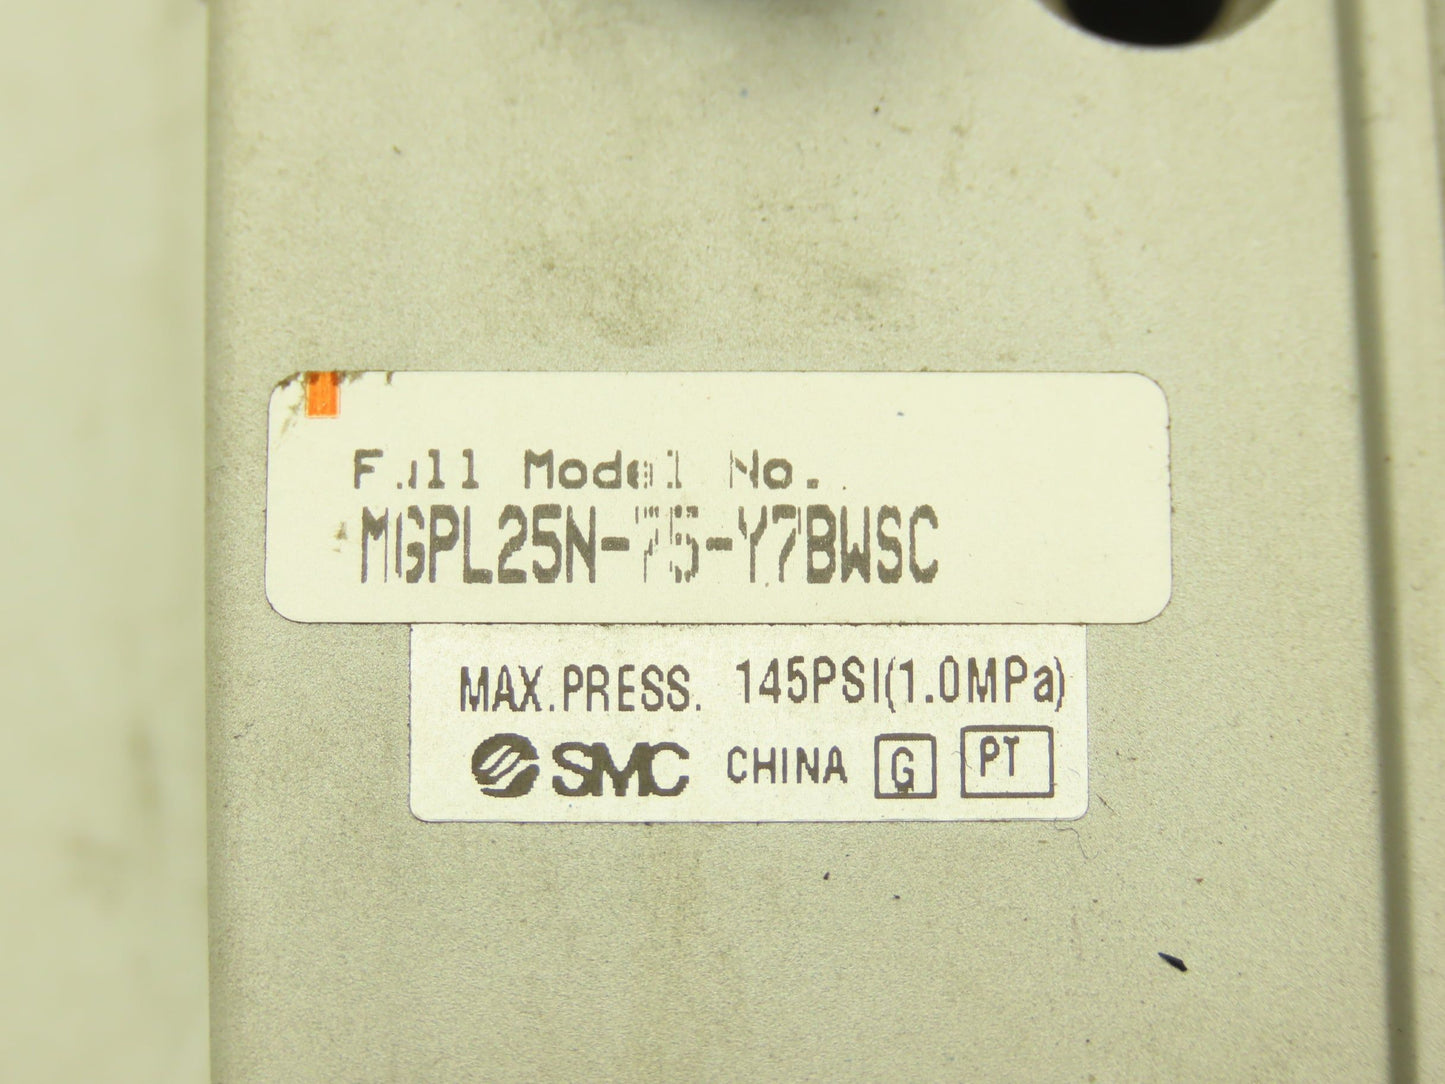 Full Model No.
MGPL25N-75-Y7BWSC
MAX.PRESS. 145PSI(1.0MPa)
SMC CHINA G PT